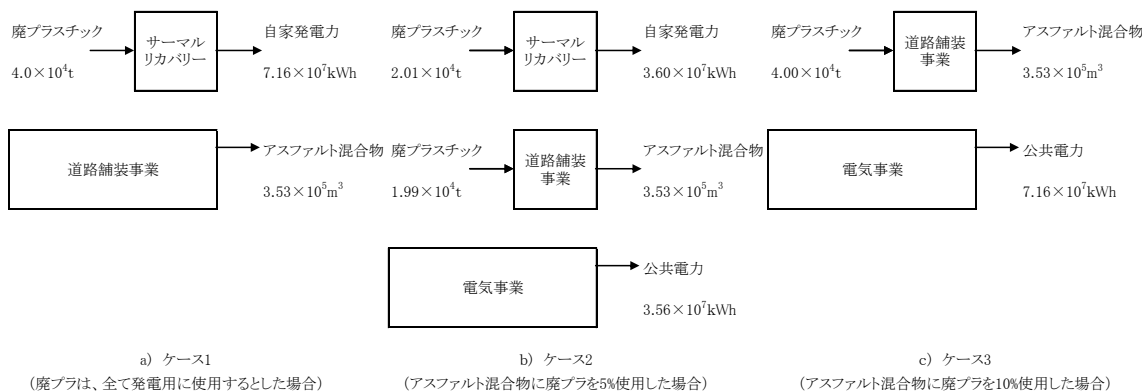 廃プラスチック
4.0×10⁴t
サーマル
リカバリー
自家発電力
7.16×10⁷kWh
道路舗装事業
アスファルト混合物
3.53×10⁵m³
a) ケース1
(廃プラは、全て発電用に使用するとした場合)
廃プラスチック
2.01×10⁴t
サーマル
リカバリー
自家発電力
3.60×10⁷kWh
廃プラスチック
1.99×10⁴t
道路舗装
事業
アスファルト混合物
3.53×10⁵m³
電気事業
公共電力
3.56×10⁷kWh
b) ケース2
(アスファルト混合物に廃プラを5%使用した場合)
廃プラスチック
4.00×10⁴t
道路舗装
事業
アスファルト混合物
3.53×10⁵m³
電気事業
公共電力
7.16×10⁷kWh
c) ケース3
(アスファルト混合物に廃プラを10%使用した場合)